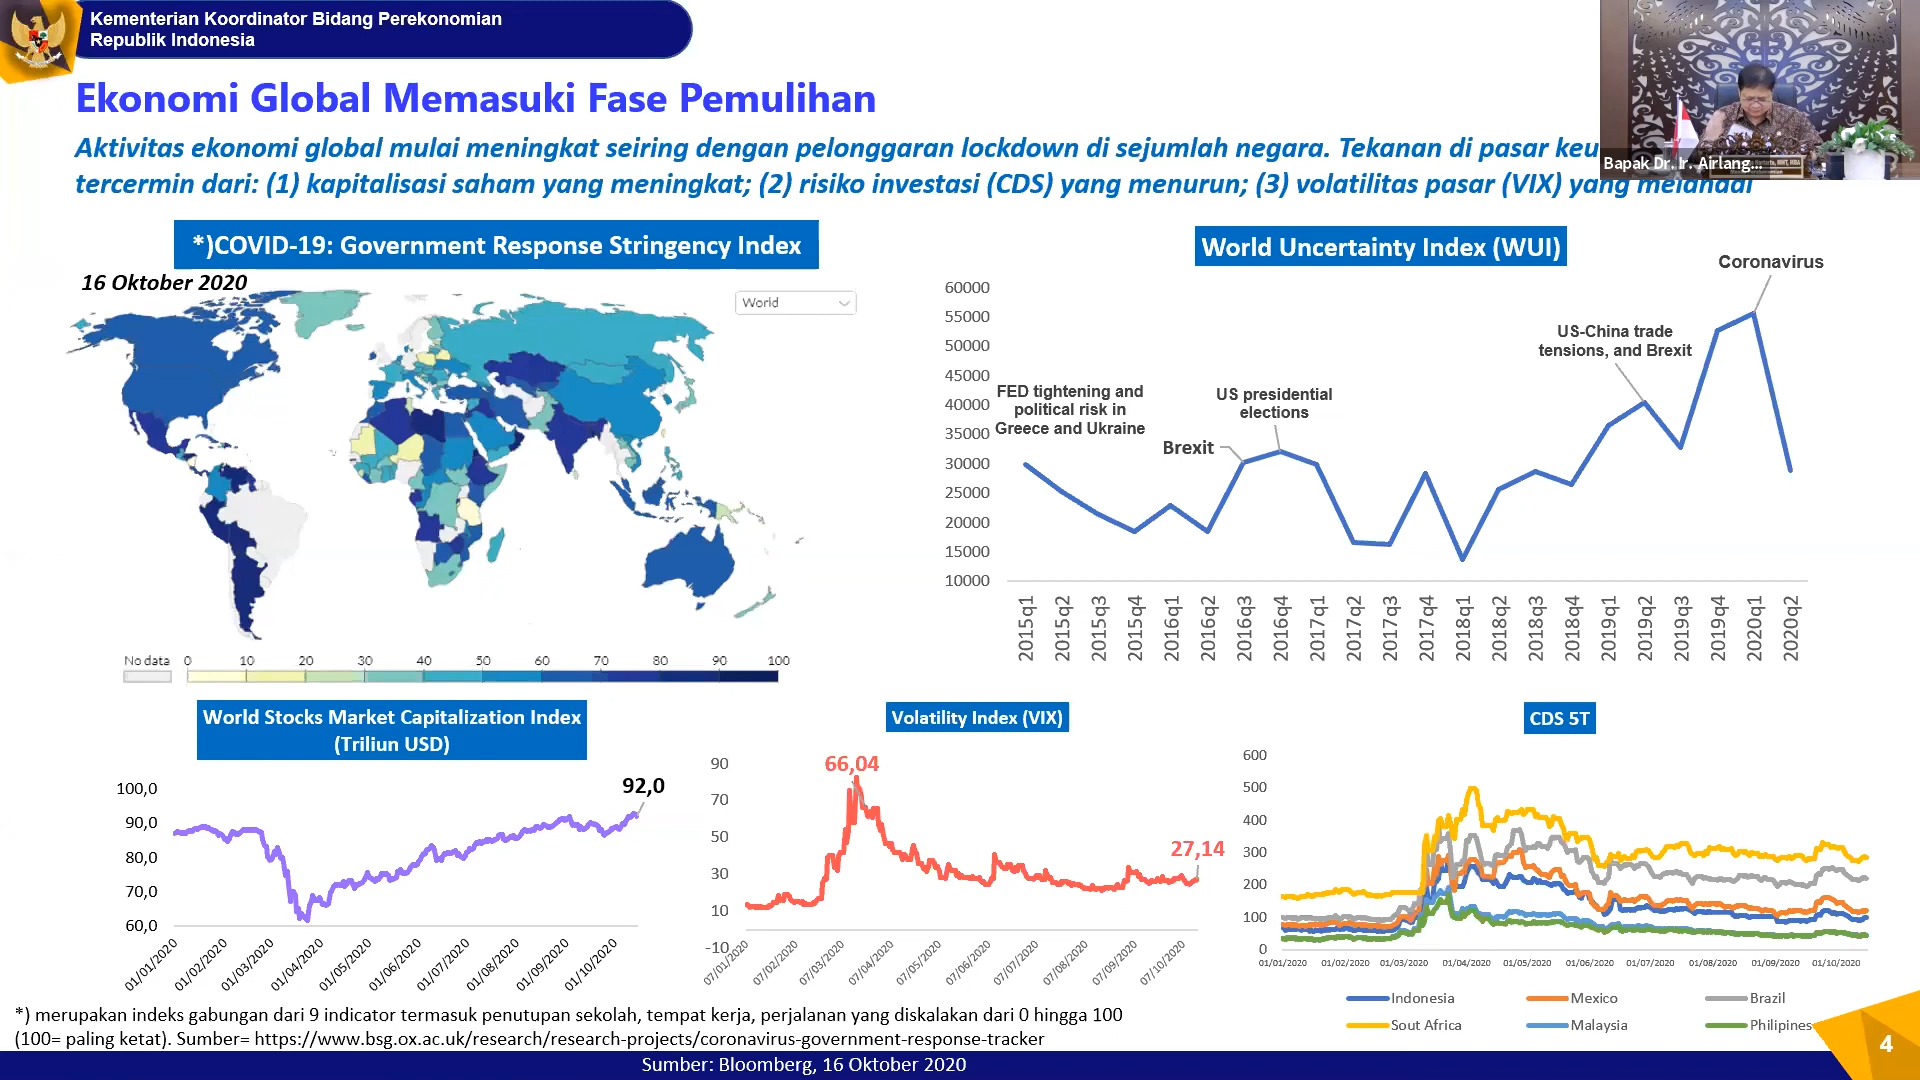 Kementerian Koordinator Bidang Perekonomian
Republik Indonesia
Ekonomi Global Memasuki Fase Pemulihan
Aktivitas ekonomi global mulai meningkat seiring dengan pelonggaran lockdown di sejumlah negara. Tekanan di pasar keu
tercermin dari: (1) kapitalisasi saham yang meningkat; (2) risiko investasi (CDS) yang menurun; (3) volatilitas pasar (VIX) yang melandai
Bapak Dr. Ir. Airlang...
*)COVID-19: Government Response Stringency Index
16 Oktober 2020
World
No data 0 10 20 30 40 50 60 70 80 90 100
World Uncertainty Index (WUI)
60000
55000
50000
45000
40000
35000
30000
25000
20000
15000
10000
FED tightening and
political risk in
Greece and Ukraine
Brexit
US presidential
elections
US-China trade
tensions, and Brexit
Coronavirus
2015q1 2015q2 2015q3 2015q4 2016q1 2016q2 2016q3 2016q4 2017q1 2017q2 2017q3 2017q4 2018q1 2018q2 2018q3 2018q4 2019q1 2019q2 2019q3 2019q4 2020q1 2020q2
World Stocks Market Capitalization Index
(Triliun USD)
100,0
90,0
80,0
70,0
60,0
92,0
01/01/2020 01/02/2020 01/03/2020 01/04/2020 01/05/2020 01/06/2020 01/07/2020 01/08/2020 01/09/2020 01/10/2020
Volatility Index (VIX)
90
70
50
30
10
-10
66,04
27,14
07/01/2020 07/02/2020 07/03/2020 07/04/2020 07/05/2020 07/06/2020 07/07/2020 07/08/2020 07/09/2020 07/10/2020
CDS 5T
600
500
400
300
200
100
0
01/01/2020 01/02/2020 01/03/2020 01/04/2020 01/05/2020 01/06/2020 01/07/2020 01/08/2020 01/09/2020 01/10/2020
Indonesia Mexico Brazil
Sout Africa Malaysia Philipines
*) merupakan indeks gabungan dari 9 indicator termasuk penutupan sekolah, tempat kerja, perjalanan yang diskalakan dari 0 hingga 100
(100= paling ketat). Sumber= https://www.bsg.ox.ac.uk/research/research-projects/coronavirus-government-response-tracker
Sumber: Bloomberg, 16 Oktober 2020
4